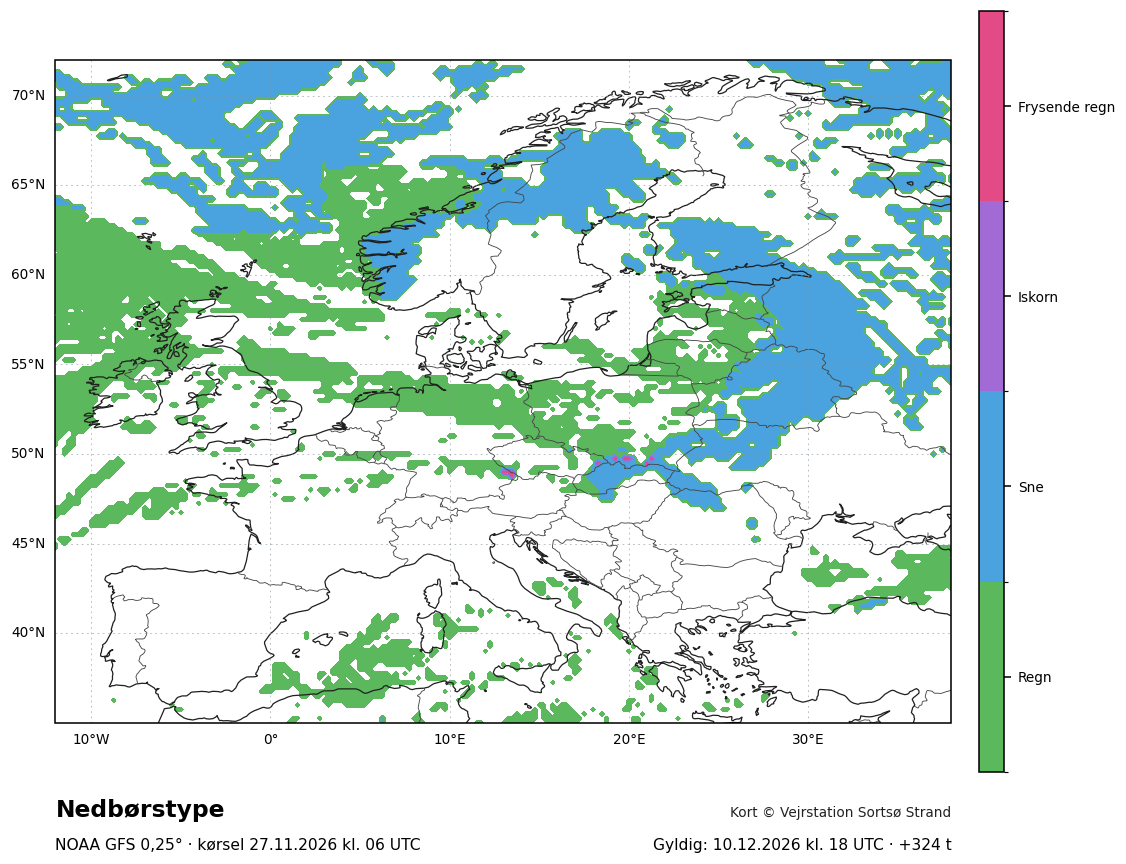 Frysende regn
Iskorn
Sne
Regn
70°N
65°N
60°N
55°N
50°N
45°N
40°N
10°W
0°
10°E
20°E
30°E
Nedbørstype
Kort © Vejrstation Sortsø Strand
NOAA GFS 0,25° · kørsel 27.11.2026 kl. 06 UTC
Gyldig: 10.12.2026 kl. 18 UTC · +324 t